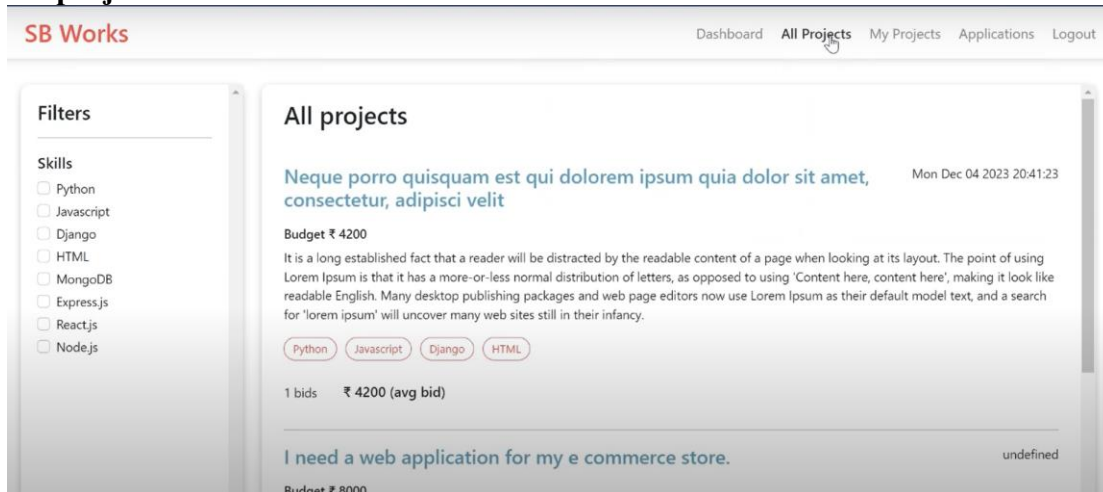 SB Works
Dashboard All Projects My Projects Applications Logout
Filters
Skills
Python
Javascript
Django
HTML
MongoDB
Express.js
React.js
Node.js
All projects
Neque porro quisquam est qui dolorem ipsum quia dolor sit amet,
consectetur, adipisci velit
Mon Dec 04 2023 20:41:23
Budget ₹ 4200
It is a long established fact that a reader will be distracted by the readable content of a page when looking at its layout. The point of using
Lorem Ipsum is that it has a more-or-less normal distribution of letters, as opposed to using 'Content here, content here', making it look like
readable English. Many desktop publishing packages and web page editors now use Lorem Ipsum as their default model text, and a search
for 'lorem ipsum' will uncover many web sites still in their infancy.
Python Javascript Django HTML
1 bids ₹ 4200 (avg bid)
I need a web application for my e commerce store.
undefined
Budget ₹ 8000